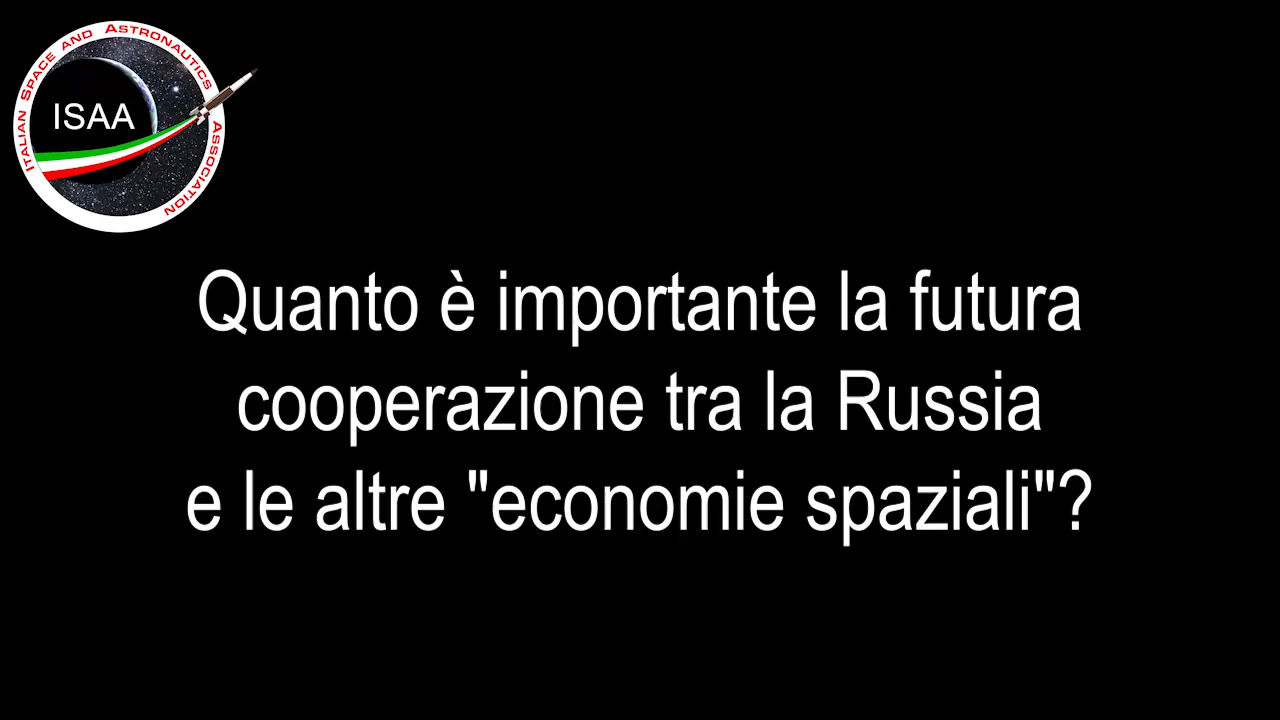 ITALIAN SPACE AND ASTRONAUTICS ASSOCIATION
ISAA
Quanto è importante la futura
cooperazione tra la Russia
e le altre "economie spaziali"?